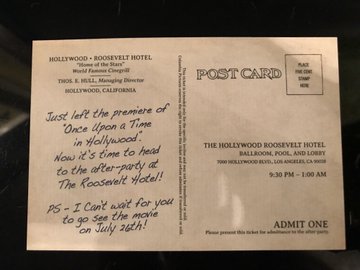 HOLLYWOOD • ROOSEVELT HOTEL
"Home of the Stars"
World Famous Cinegrill
THOS. E. HULL, Managing Director
HOLLYWOOD, CALIFORNIA
Just left the premiere of
"Once Upon a Time
in Hollywood".
Now it's time to head
to the after-party at
The Roosevelt Hotel!
PS - I Can't wait for you
to go see the movie
on July 26th!
POST CARD
PLACE
FIVE CENT
STAMP
HERE
THE HOLLYWOOD ROOSEVELT HOTEL
BALLROOM, POOL, AND LOBBY
7000 HOLLYWOOD BLVD., LOS ANGELES, CA 90028
9:30 PM – 1:00 AM
ADMIT ONE
Please present this ticket for admittance to the after party.